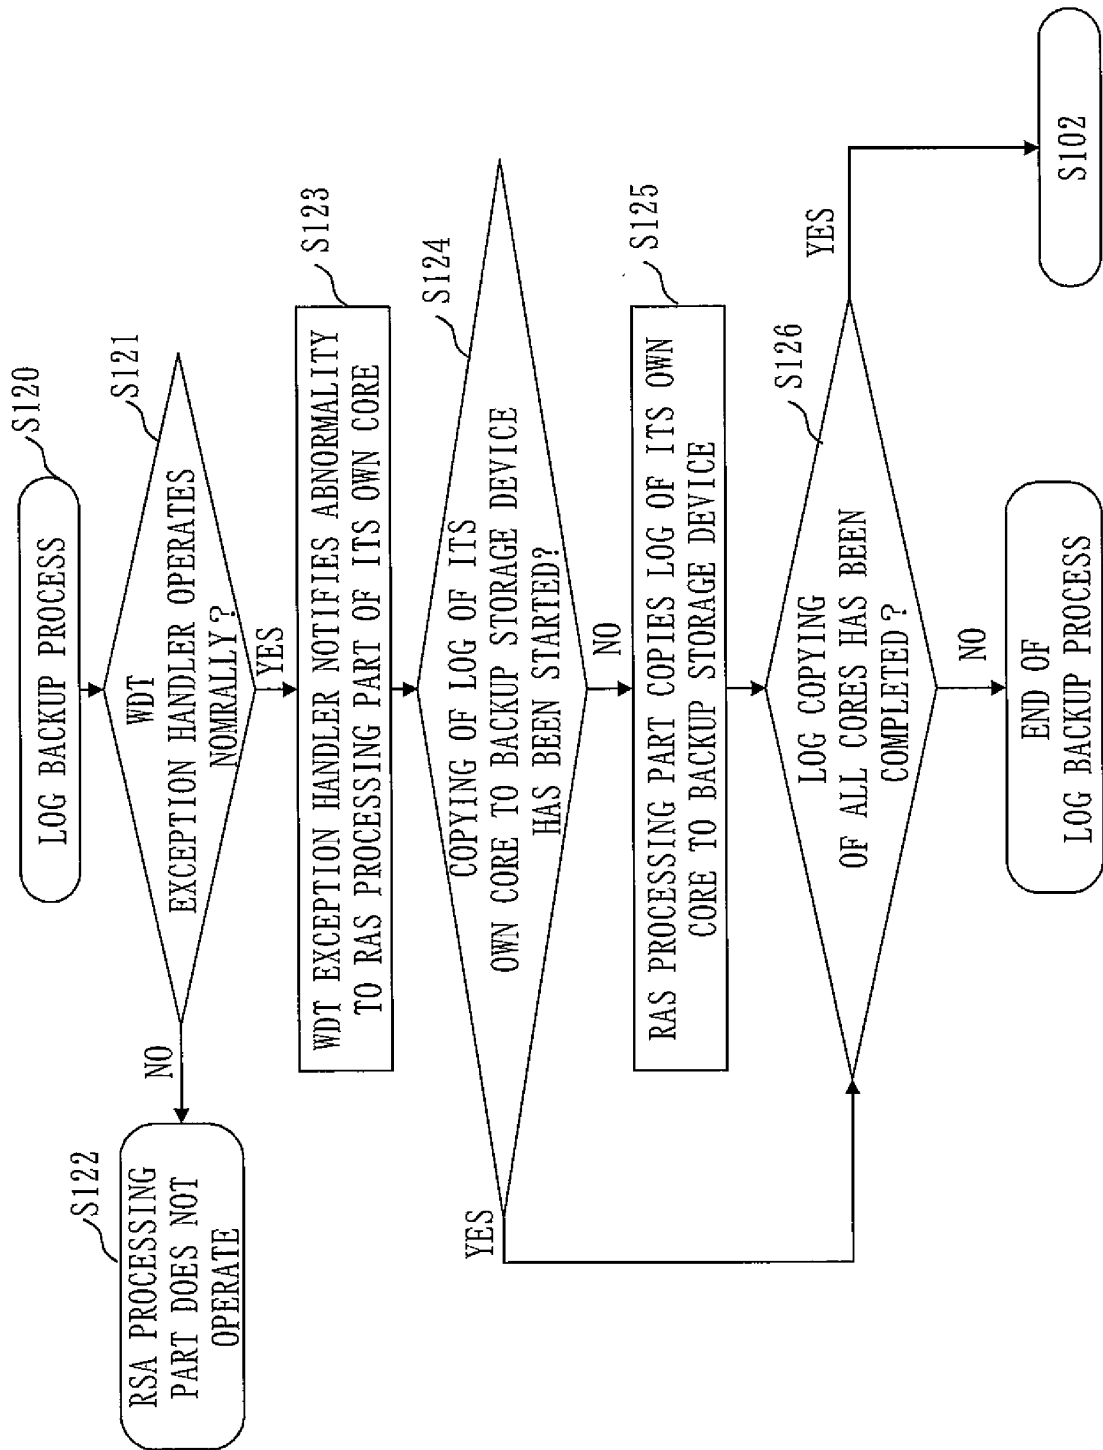 S120
LOG BACKUP PROCESS
S121
WDT
EXCEPTION HANDLER OPERATES
NOMRALLY?
NO
YES
S122
RSA PROCESSING
PART DOES NOT
OPERATE
S123
WDT EXCEPTION HANDLER NOTIFIES ABNORMALITY
TO RAS PROCESSING PART OF ITS OWN CORE
S124
COPYING OF LOG OF ITS
OWN CORE TO BACKUP STORAGE DEVICE
HAS BEEN STARTED?
YES
NO
S125
RAS PROCESSING PART COPIES LOG OF ITS OWN
CORE TO BACKUP STORAGE DEVICE
S126
LOG COPYING
OF ALL CORES HAS BEEN
COMPLETED?
YES
NO
END OF
LOG BACKUP PROCESS
S102